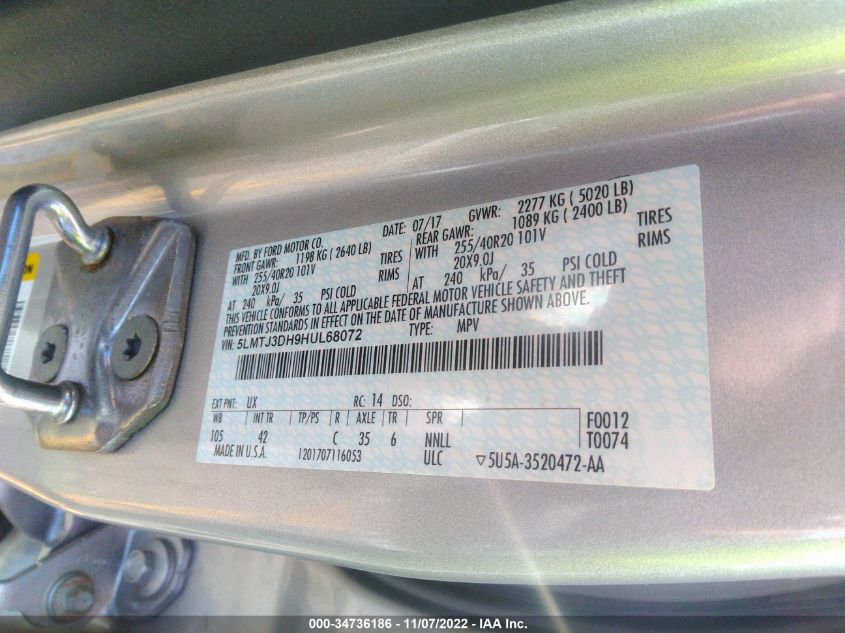 MFD. BY FORD MOTOR CO. DATE: 07/17 GVWR: 2277 KG ( 5020 LB)
FRONT GAWR: 1198 KG ( 2640 LB) REAR GAWR: 1089 KG ( 2400 LB)
WITH 255/40R20 101V TIRES WITH 255/40R20 101V TIRES
20X9.0J RIMS 20X9.0J RIMS
AT 240 kPa/ 35 PSI COLD AT 240 kPa/ 35 PSI COLD
THIS VEHICLE CONFORMS TO ALL APPLICABLE FEDERAL MOTOR VEHICLE SAFETY AND THEFT
PREVENTION STANDARDS IN EFFECT ON THE DATE OF MANUFACTURE SHOWN ABOVE.
VIN: 5LMTJ3DH9HUL68072 TYPE: MPV
EXT PNT: UX RC: 14 DSO:
WB INT TR TP/PS R AXLE TR SPR F0012
105 42 C 35 6 NNLL T0074
MADE IN U.S.A. 1201707116053 ULC ▽5U5A-3520472-AA
000-34736186 - 11/07/2022 - IAA Inc.